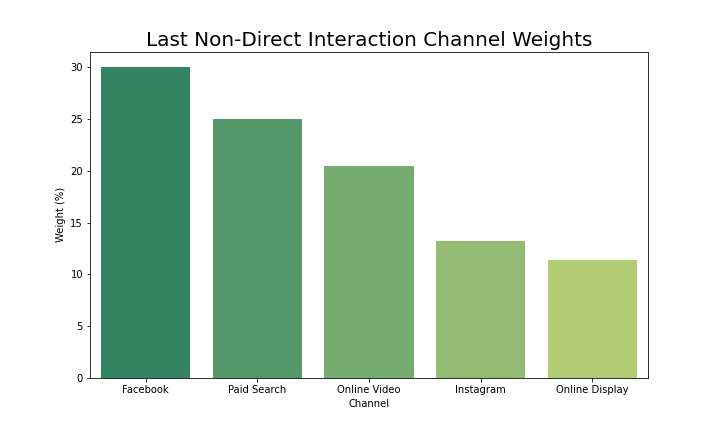 Last Non-Direct Interaction Channel Weights
30
25
20
15
10
5
0
Weight (%)
Facebook Paid Search Online Video Instagram Online Display
Channel